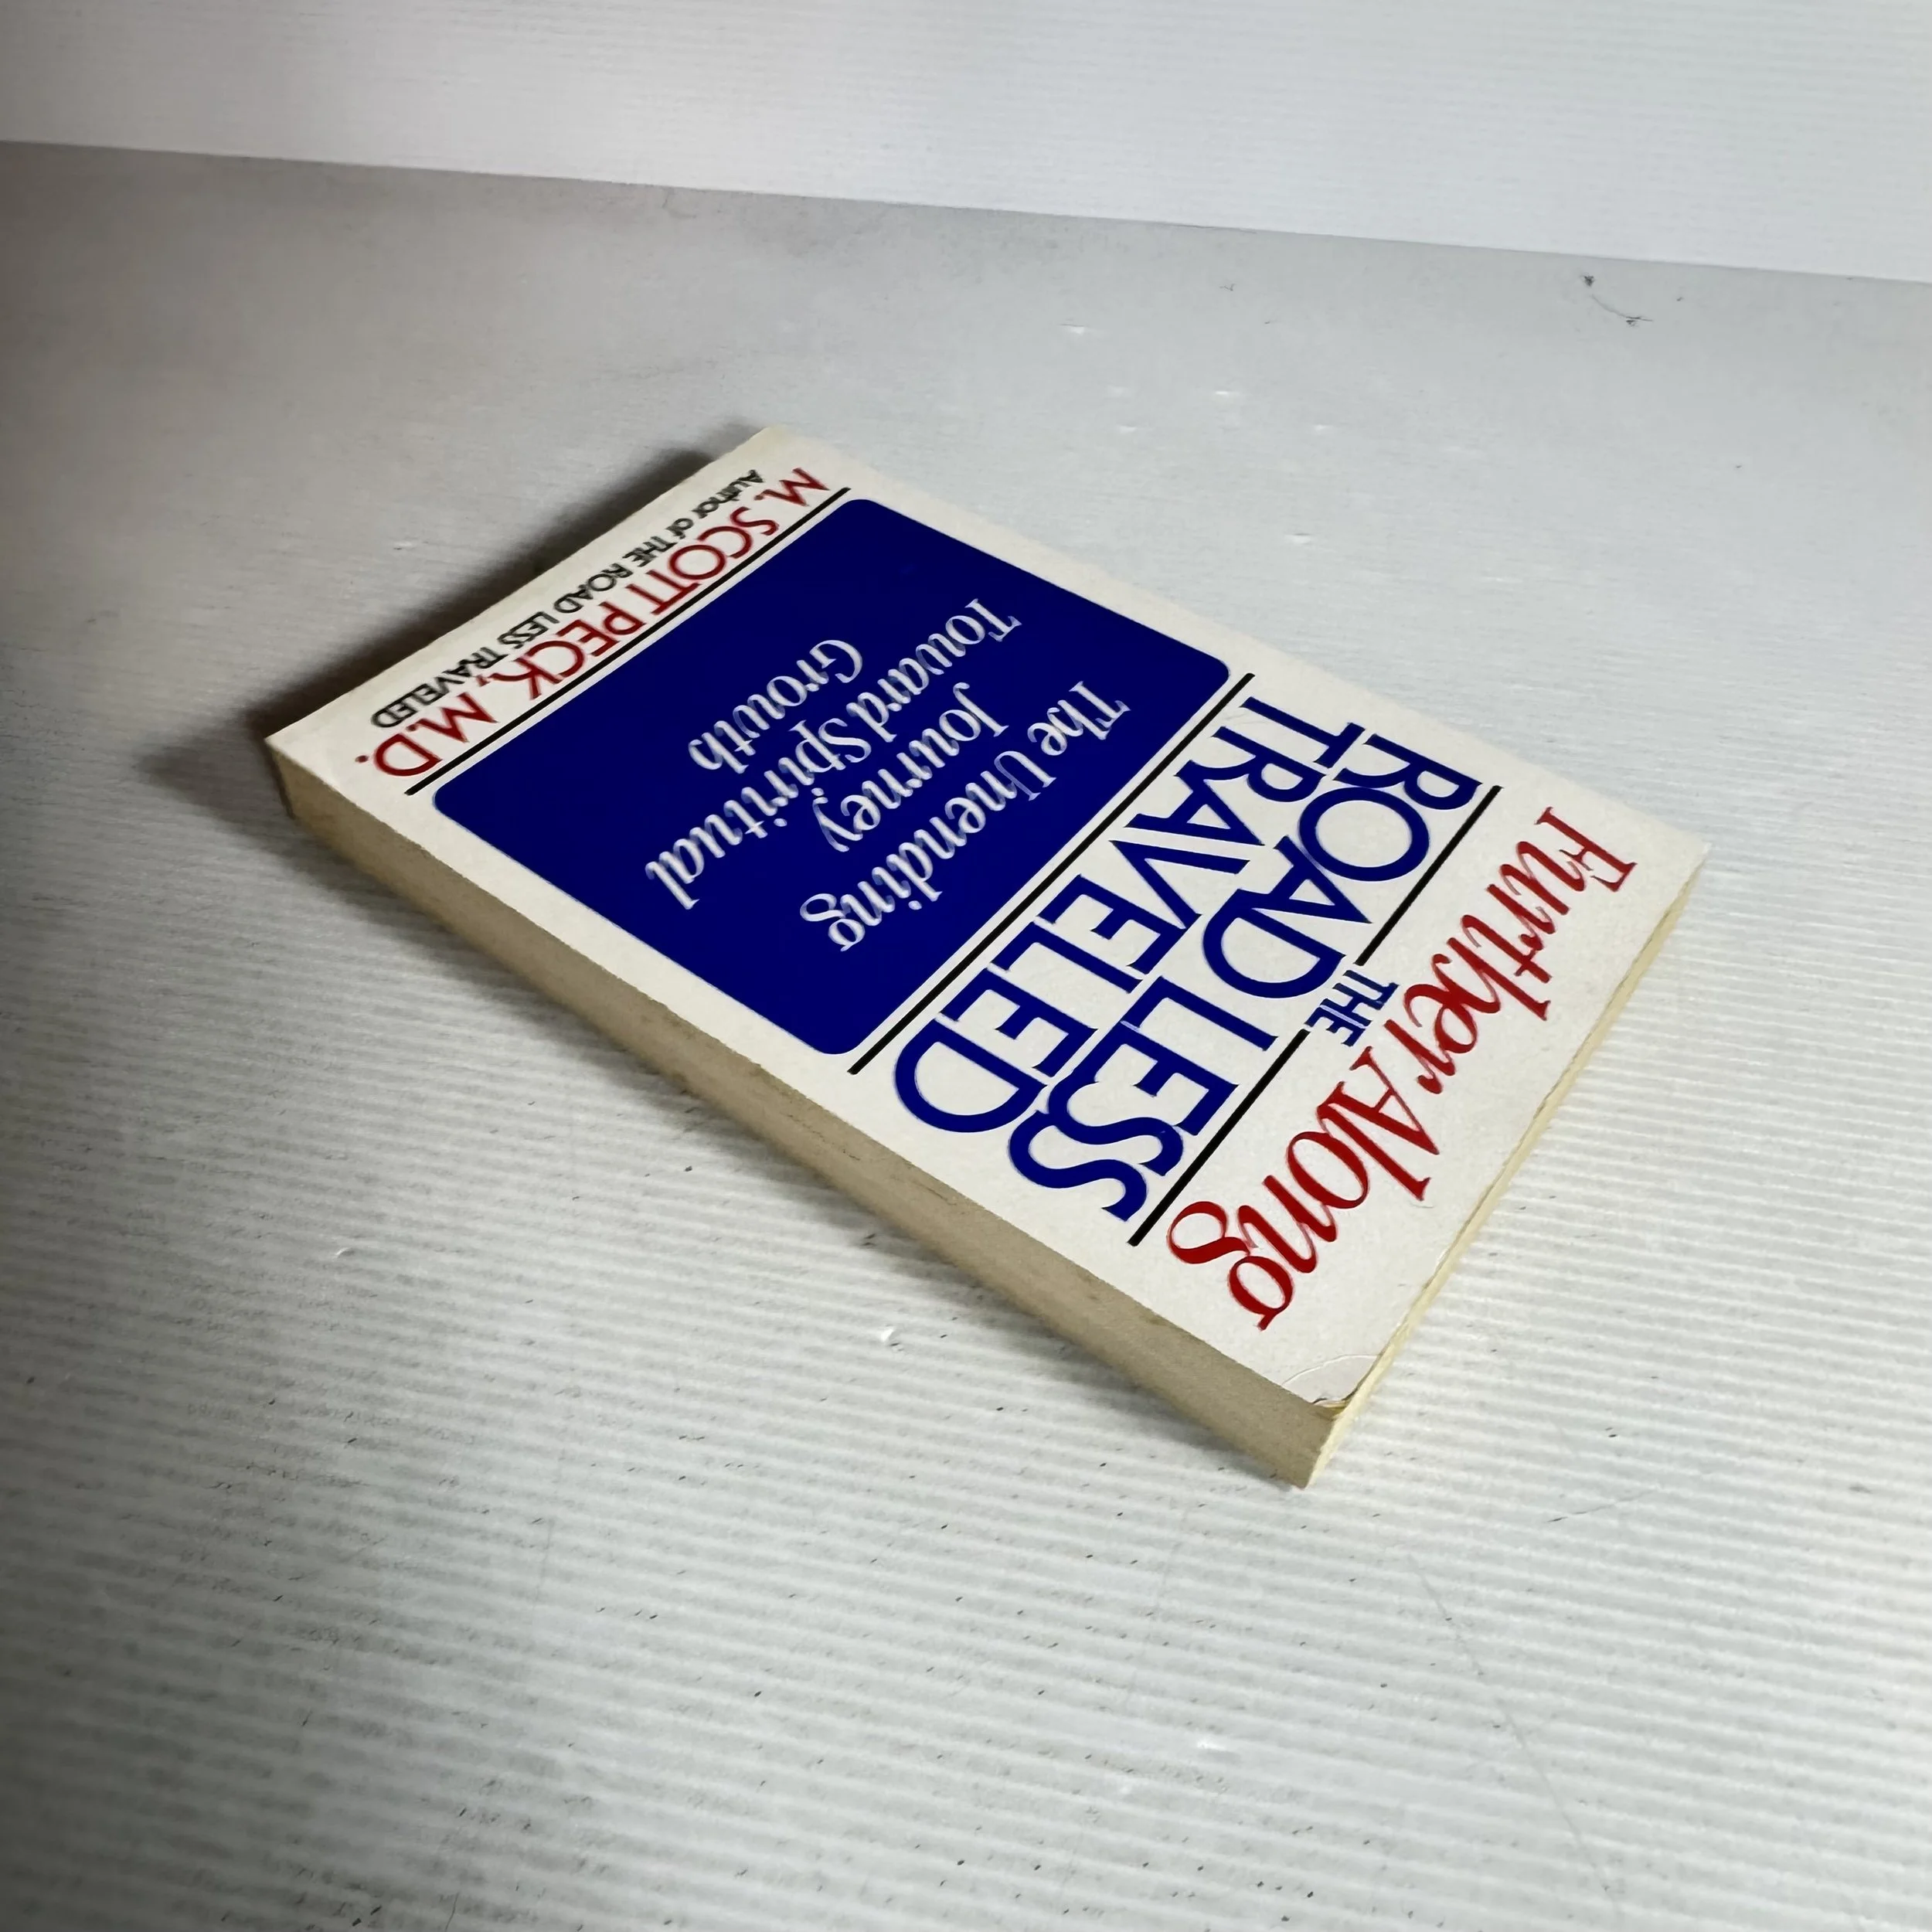 Further Along
THE
ROAD LESS
TRAVELED
The Unending
Journey
Toward Spiritual
Growth
M. SCOTT PECK, M.D.
Author of THE ROAD LESS TRAVELED